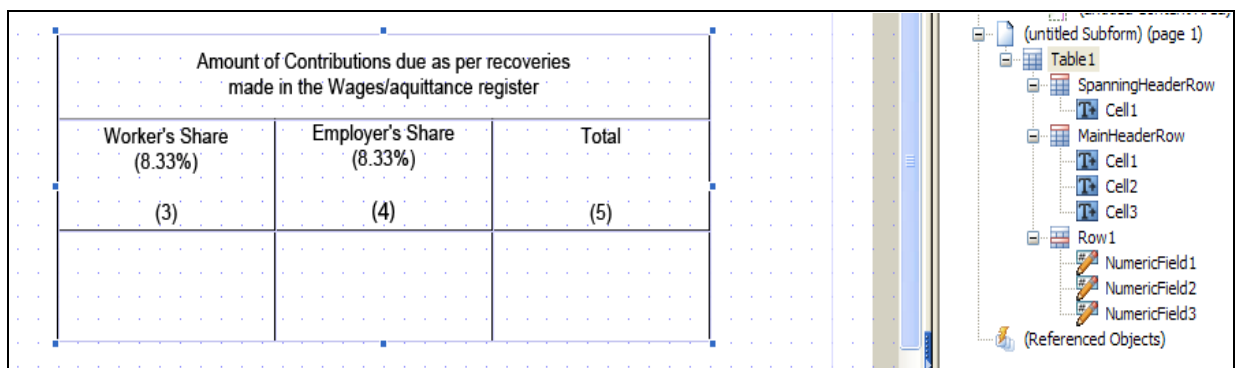 Amount of Contributions due as per recoveries
made in the Wages/aquittance register
Worker's Share
(8.33%)
(3)
Employer's Share
(8.33%)
(4)
Total
(5)
(untitled Subform) (page 1)
Table1
SpanningHeaderRow
Cell1
MainHeaderRow
Cell1
Cell2
Cell3
Row1
NumericField1
NumericField2
NumericField3
(Referenced Objects)